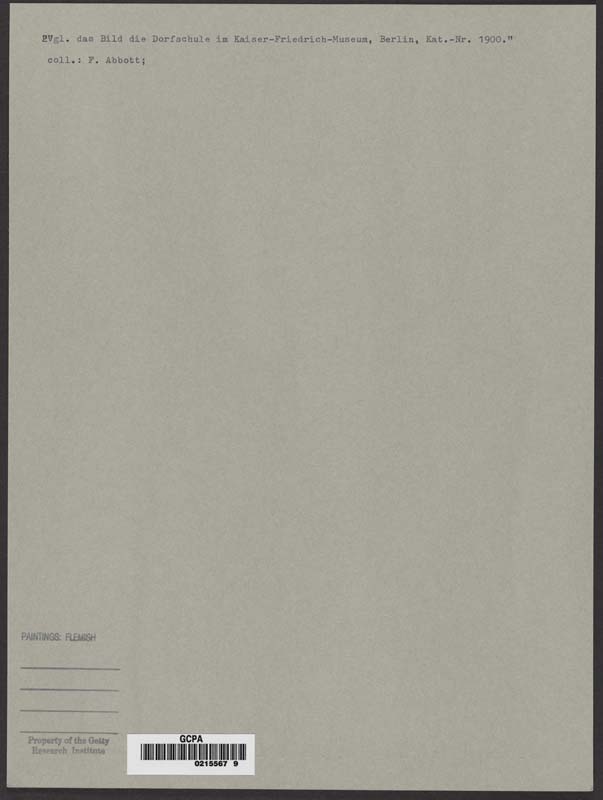 "Vgl. das Bild die Dorfschule im Kaiser-Friedrich-Museum, Berlin, Kat.-Nr. 1900."
coll.: F. Abbott;
PAINTINGS: FLEMISH
Property of the Getty
Research Institute
GCPA
0215567 9